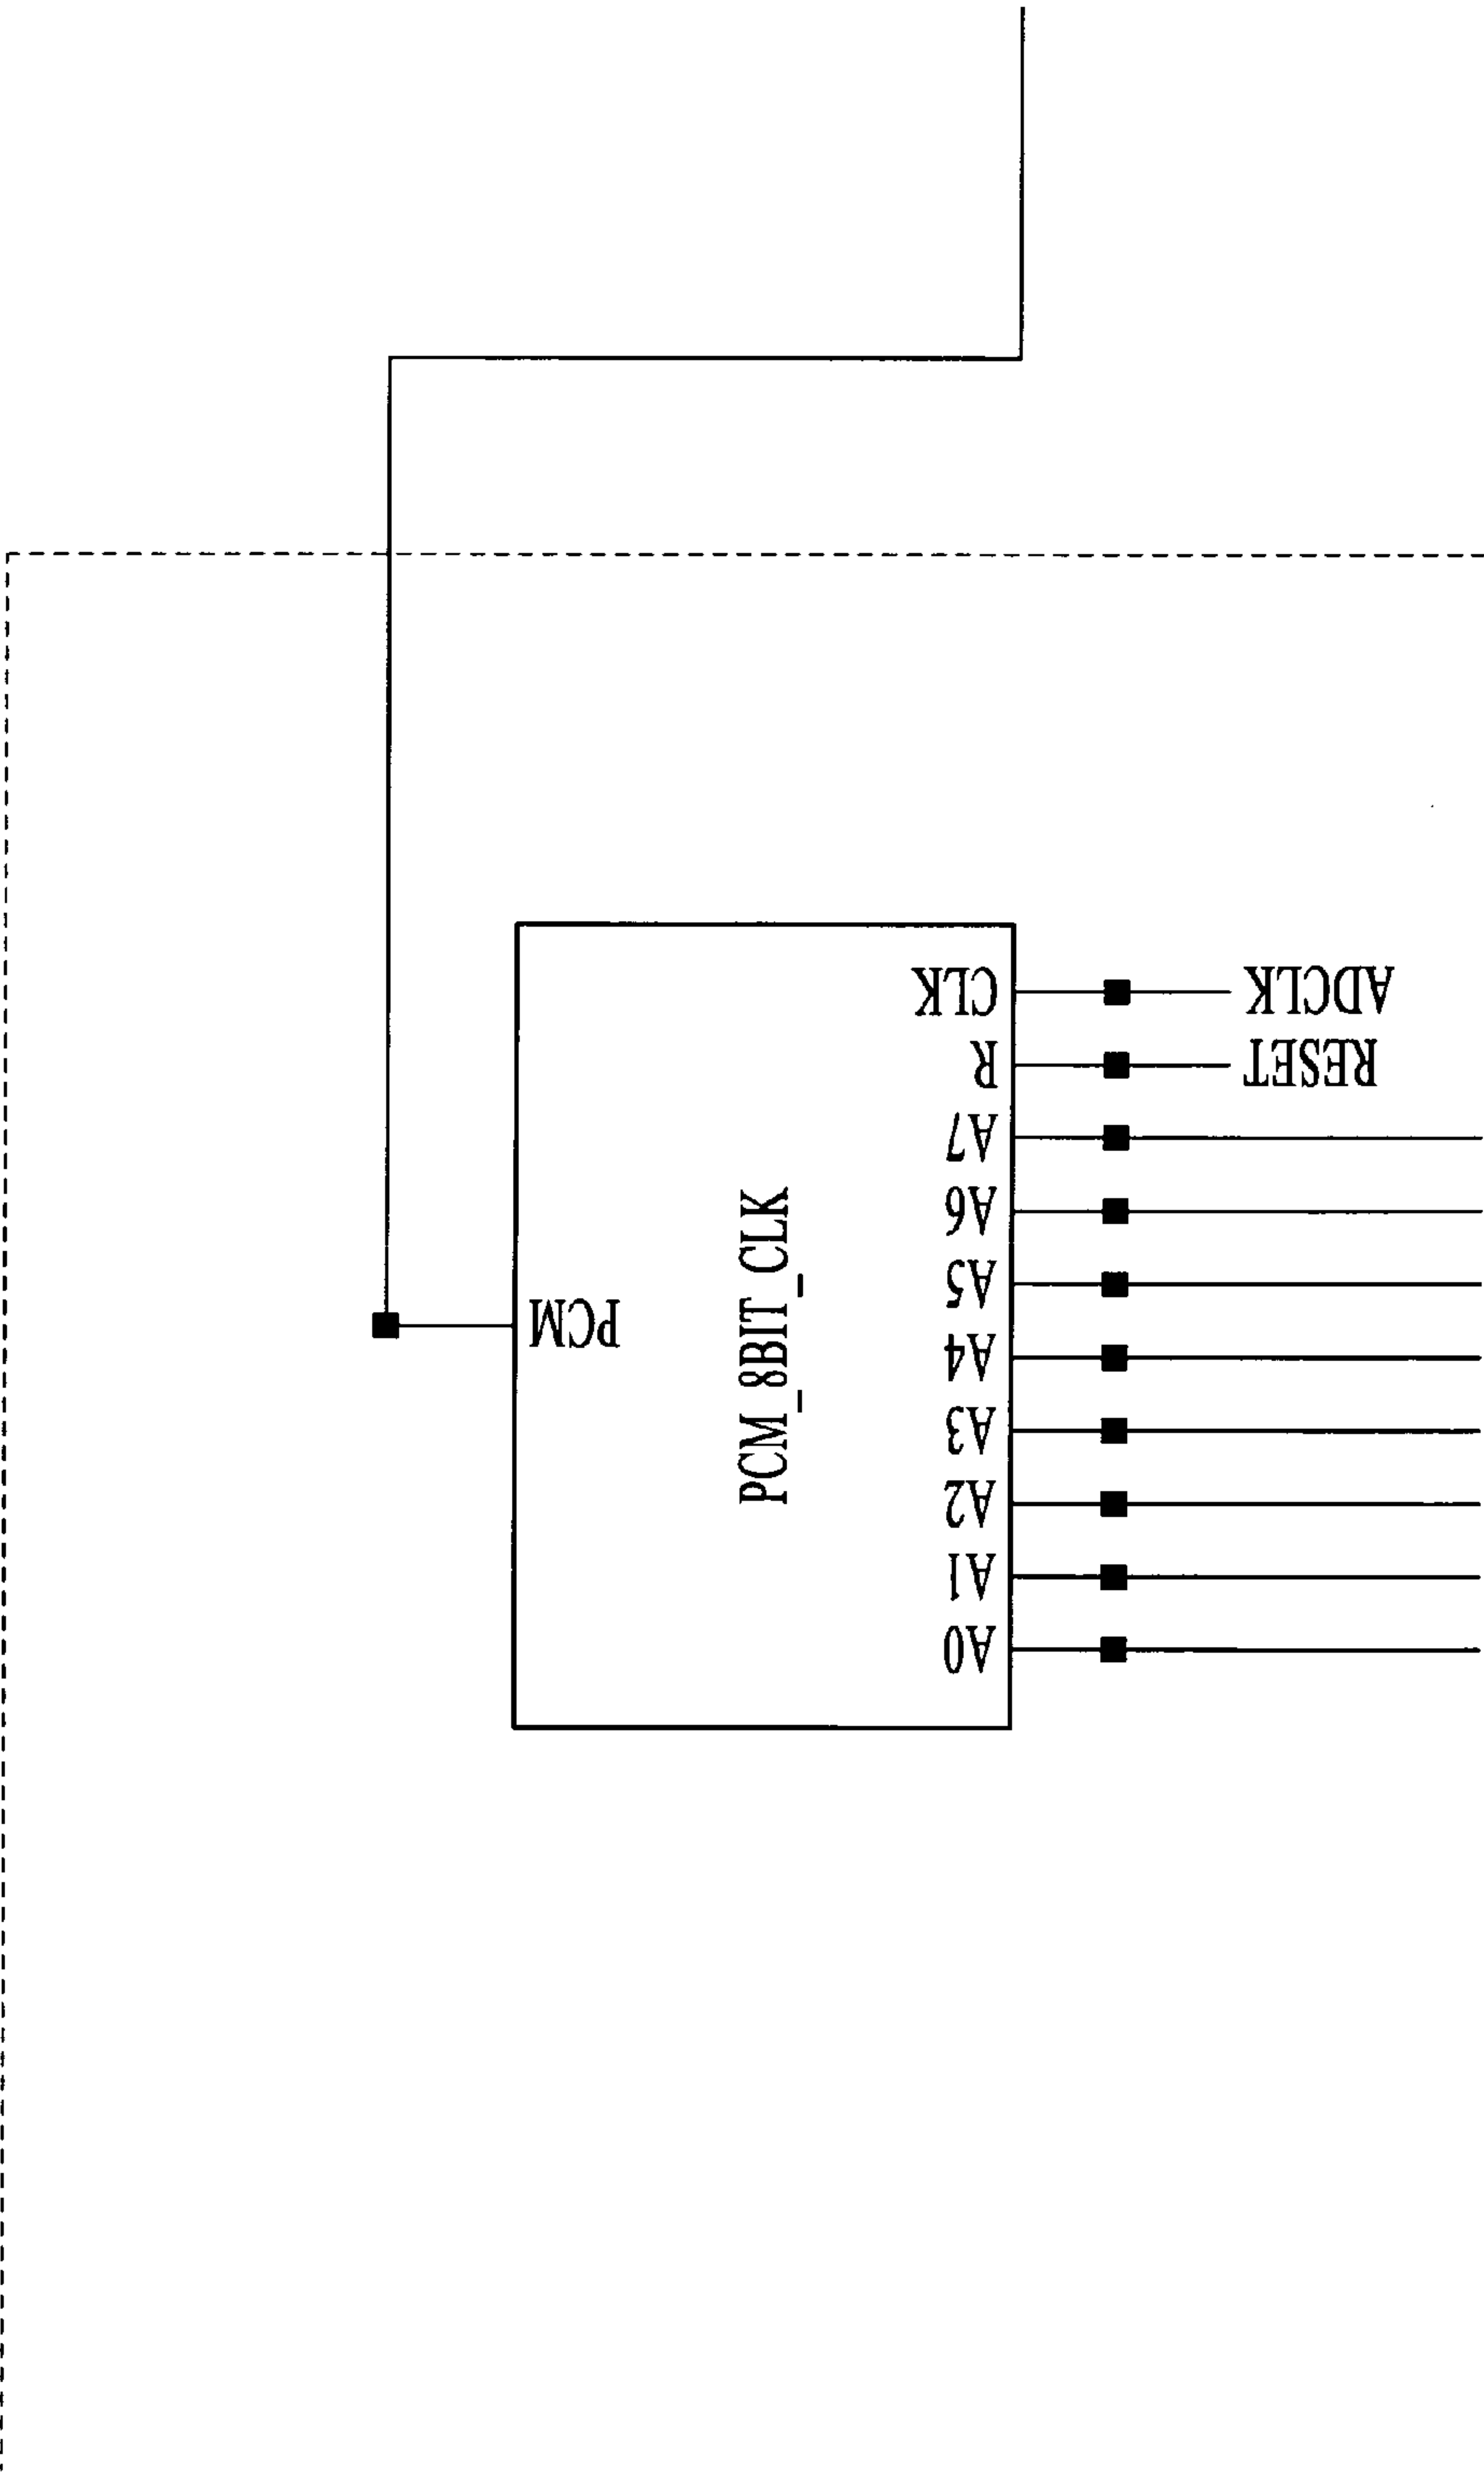 CLK ADCLK
R RESET
A7
A6
A5
A4
A3
A2
A1
A0
PCM
PCM_8BIT_CLK